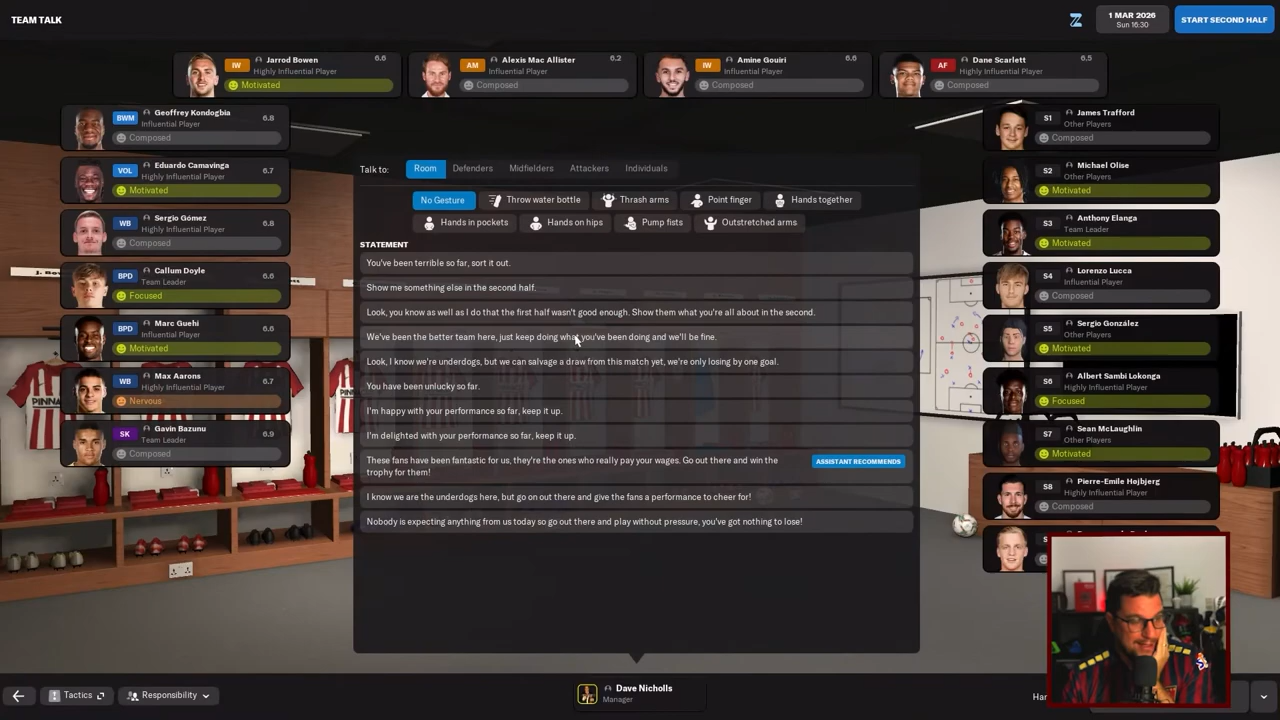 TEAM TALK
1 MAR 2026
Sun 16:30
START SECOND HALF
IW
Jarrod Bowen
Highly Influential Player
6.6
Motivated
AM
Alexis Mac Allister
Influential Player
6.2
Composed
IW
Amine Gouiri
Influential Player
6.6
Composed
AF
Dane Scarlett
Highly Influential Player
6.5
Composed
BWM
Geoffrey Kondogbia
Influential Player
6.8
Composed
VOL
Eduardo Camavinga
Highly Influential Player
6.7
Motivated
WB
Sergio Gómez
Highly Influential Player
6.8
Composed
BPD
Callum Doyle
Team Leader
6.6
Focused
BPD
Marc Guehi
Influential Player
6.6
Motivated
WB
Max Aarons
Highly Influential Player
6.7
Nervous
SK
Gavin Bazunu
Team Leader
6.9
Composed
Talk to:
Room
Defenders
Midfielders
Attackers
Individuals
No Gesture
Throw water bottle
Thrash arms
Point finger
Hands together
Hands in pockets
Hands on hips
Pump fists
Outstretched arms
STATEMENT
You've been terrible so far, sort it out.
Show me something else in the second half.
Look, you know as well as I do that the first half wasn't good enough. Show them what you're all about in the second.
We've been the better team here, just keep doing what you've been doing and we'll be fine.
Look, I know we're underdogs, but we can salvage a draw from this match yet, we're only losing by one goal.
You have been unlucky so far.
I'm happy with your performance so far, keep it up.
I'm delighted with your performance so far, keep it up.
These fans have been fantastic for us, they're the ones who really pay your wages. Go out there and win the
trophy for them!
ASSISTANT RECOMMENDS
I know we are the underdogs here, but go on out there and give the fans a performance to cheer for!
Nobody is expecting anything from us today so go out there and play without pressure, you've got nothing to lose!
S1
James Trafford
Other Players
Composed
S2
Michael Olise
Other Players
Motivated
S3
Anthony Elanga
Team Leader
Motivated
S4
Lorenzo Lucca
Influential Player
Composed
S5
Sergio González
Other Players
Motivated
S6
Albert Sambi Lokonga
Highly Influential Player
Focused
S7
Sean McLaughlin
Other Players
Motivated
S8
Pierre-Emile Højbjerg
Highly Influential Player
Composed
Tactics
Responsibility
Dave Nicholls
Manager